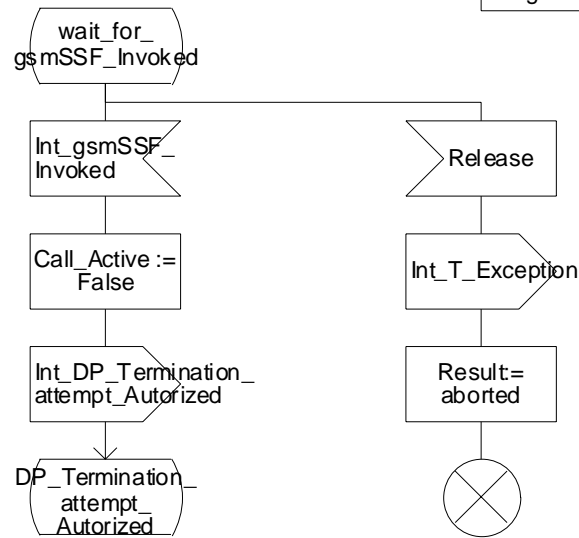 wait_for_
gsmSSF_Invoked
Int_gsmSSF_
Invoked
Release
Call_Active :=
False
Int_T_Exception
Int_DP_Termination_
attempt_Autorized
Result:=
aborted
DP_Termination_
attempt_
Autorized